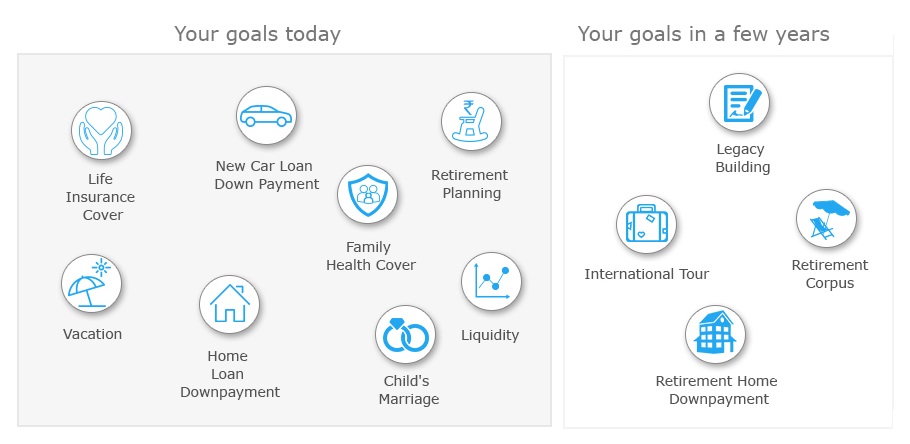 Your goals today
Life
Insurance
Cover
New Car Loan
Down Payment
₹
Retirement
Planning
Family
Health Cover
Vacation
Home
Loan
Downpayment
Liquidity
Child's
Marriage
Your goals in a few years
Legacy
Building
International Tour
Retirement
Corpus
Retirement Home
Downpayment